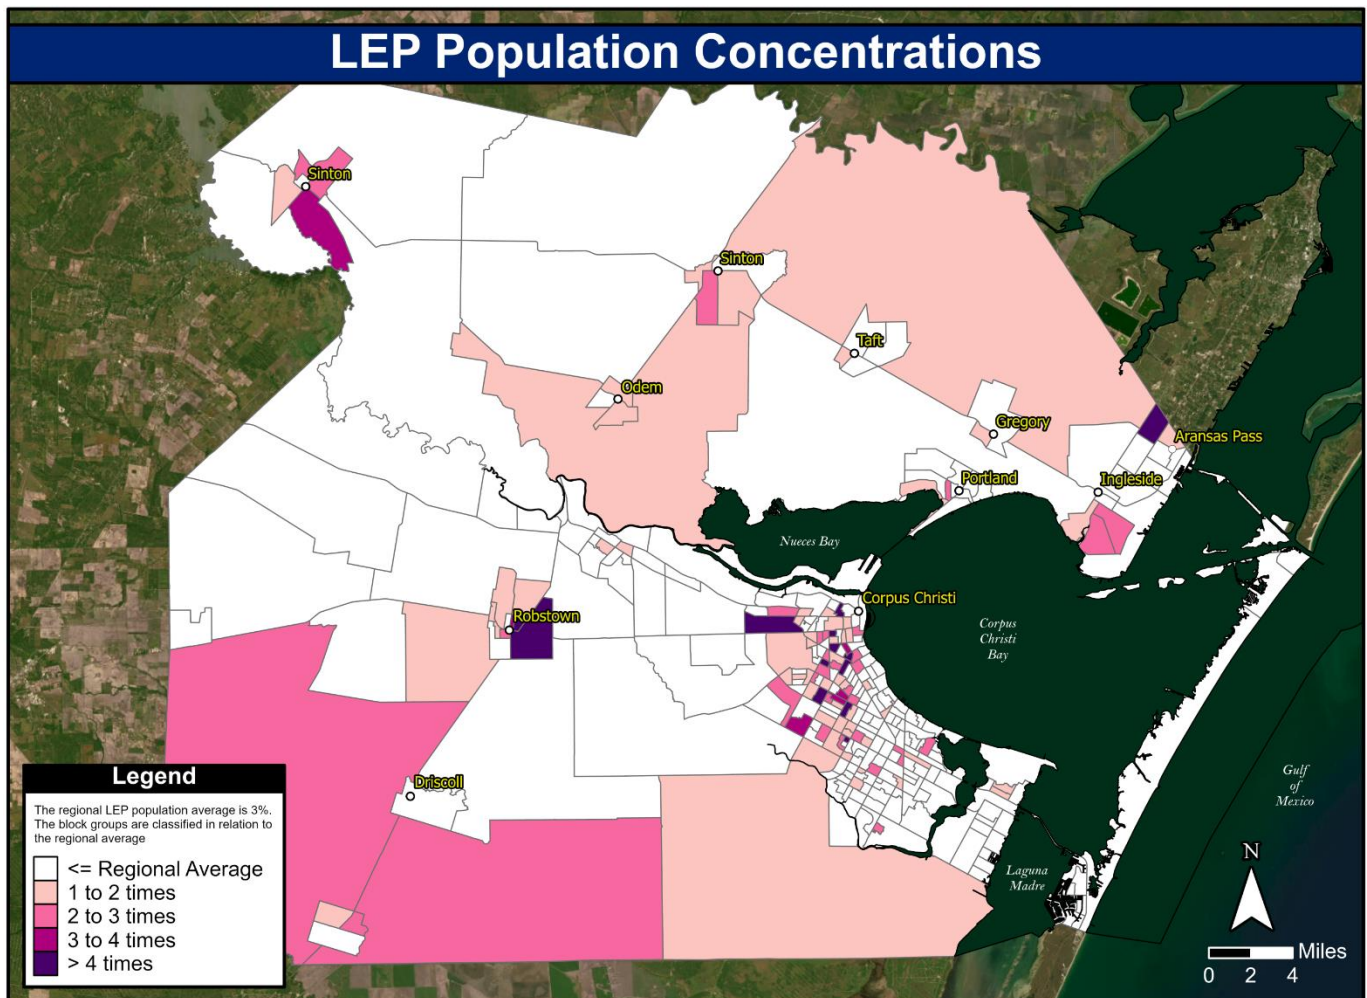 LEP Population Concentrations
Sinton
Sinton
Taft
Odem
Gregory
Aransas Pass
Portland
Ingleside
Nueces Bay
Corpus Christi
Robstown
Corpus
Christi
Bay
Driscoll
Gulf
of
Mexico
Laguna
Madre
Legend
The regional LEP population average is 3%.
The block groups are classified in relation to
the regional average
<= Regional Average
1 to 2 times
2 to 3 times
3 to 4 times
> 4 times
N
Miles
0 2 4